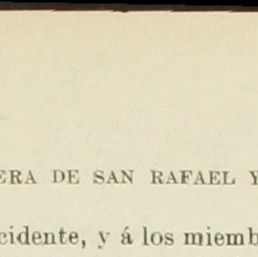 ERA DE SAN RAFAEL Y
cidente, y á los miemb